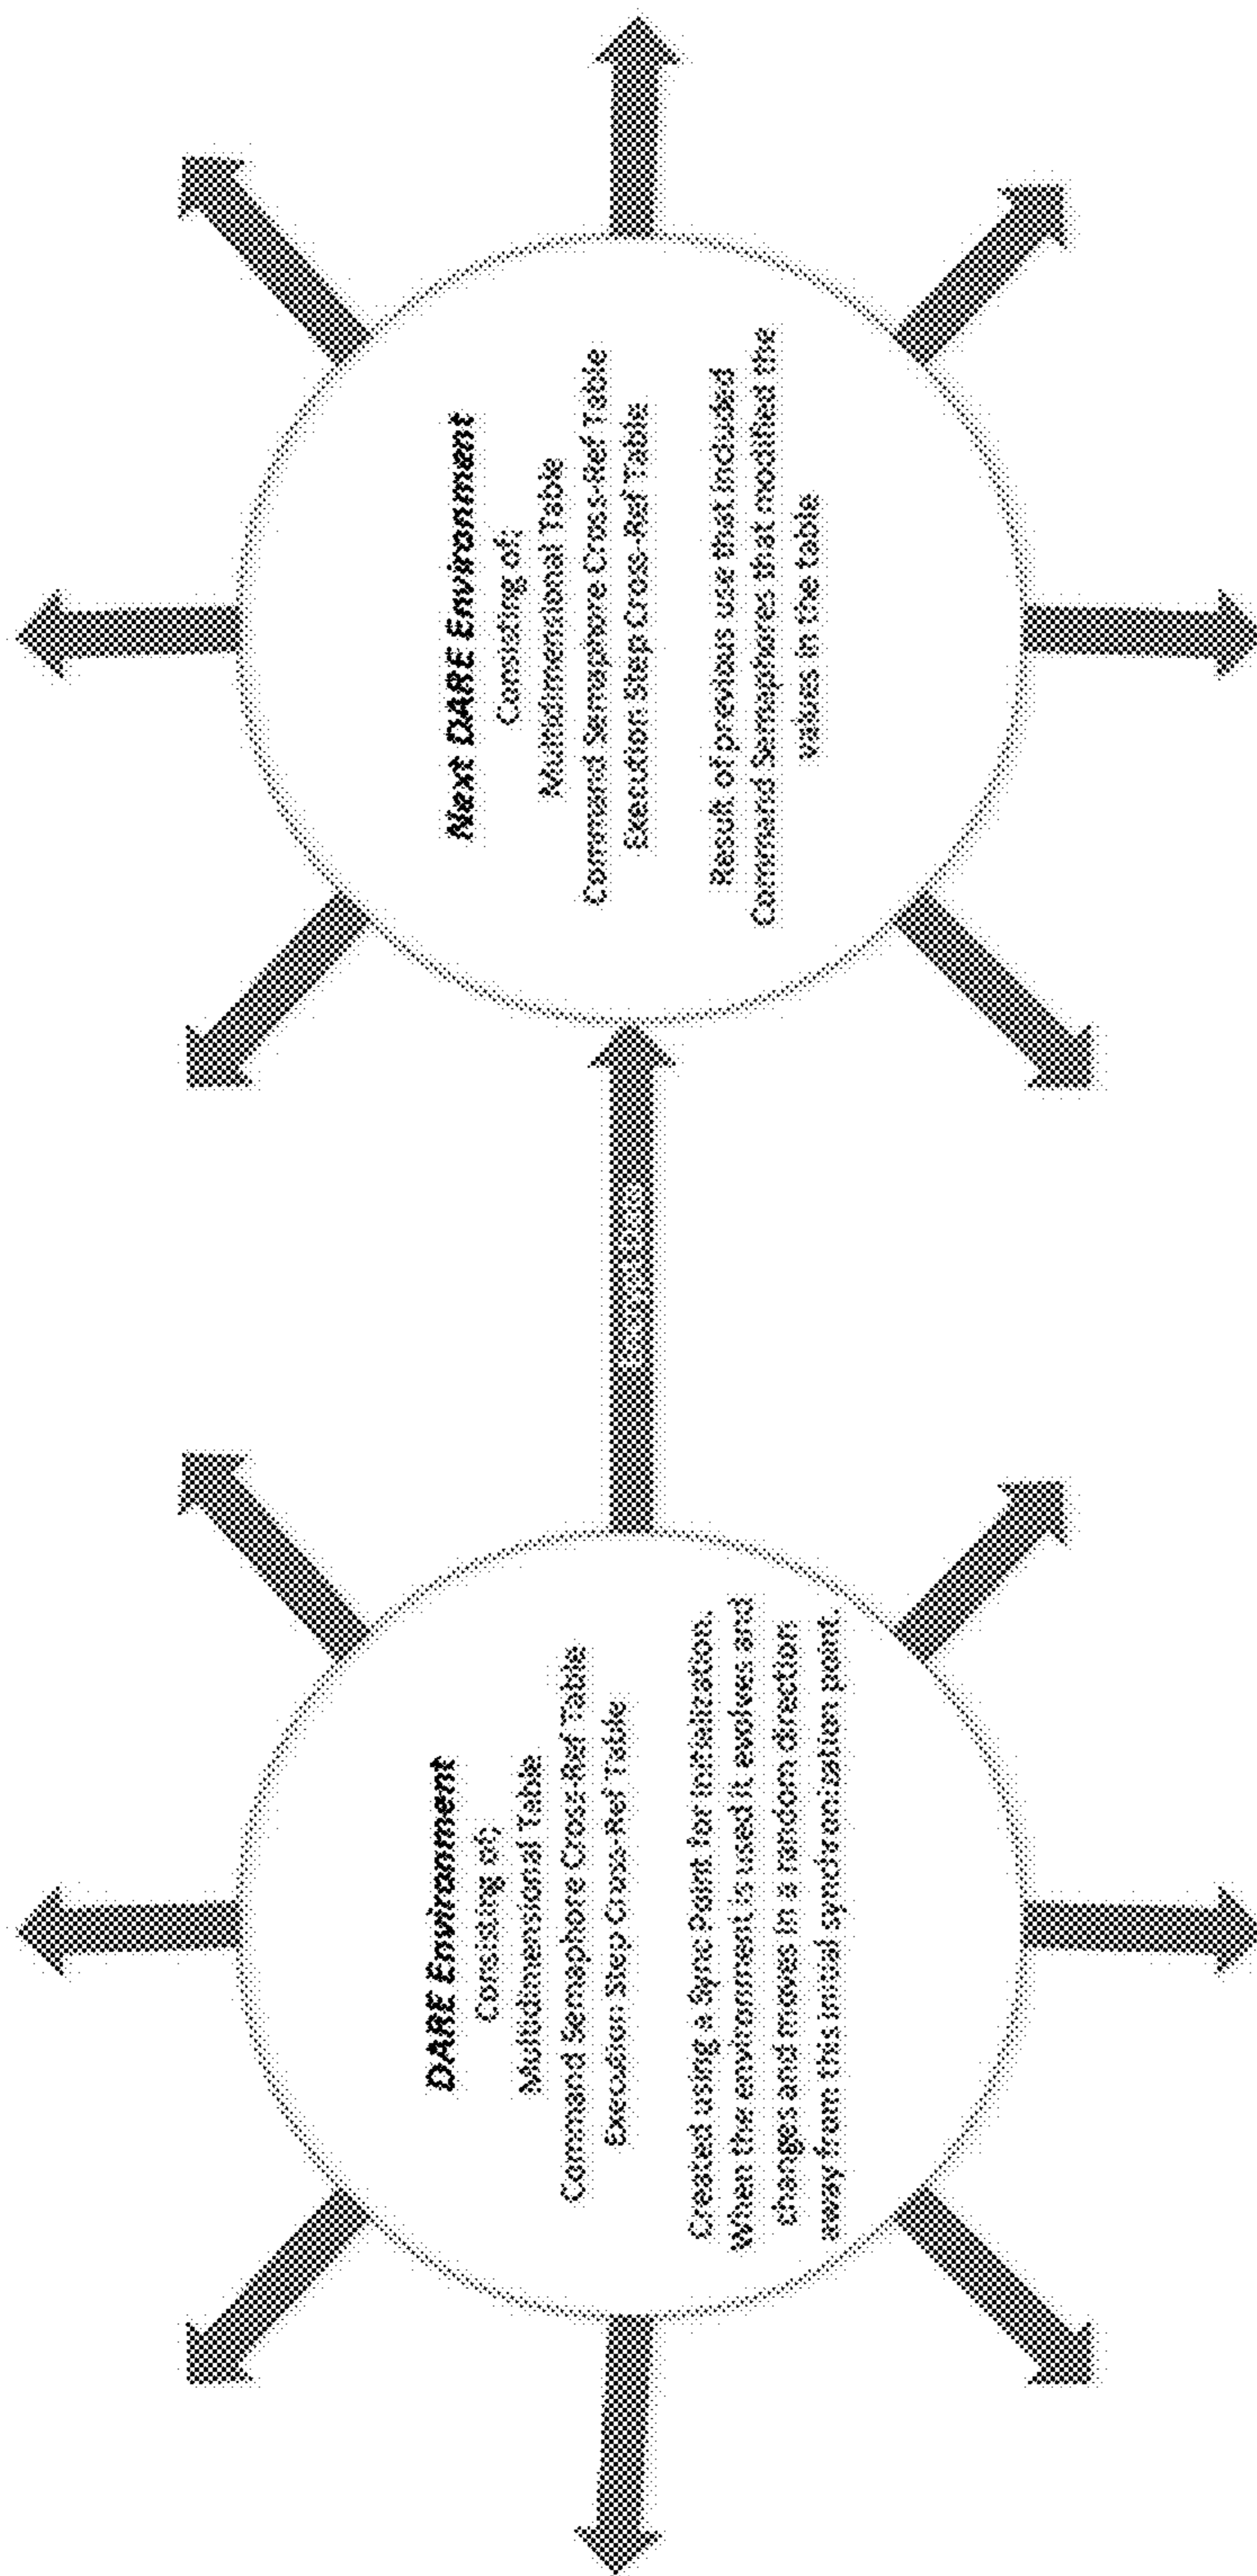 DARE Environment
Consisting of:
Multidimensional Table
Command Semaphore Cross-Ref Table
Execution Step Cross-Ref Table
Created using a Sync Point for initialization.
When the environment is used it evolves and
changes and moves in a random direction
away from this initial synchronization point.
Next DARE Environment
Consisting of:
Multidimensional Table
Command Semaphore Cross-Ref Table
Execution Step Cross-Ref Table
Result of previous use that included
Command Semaphores that modified the
values in the table